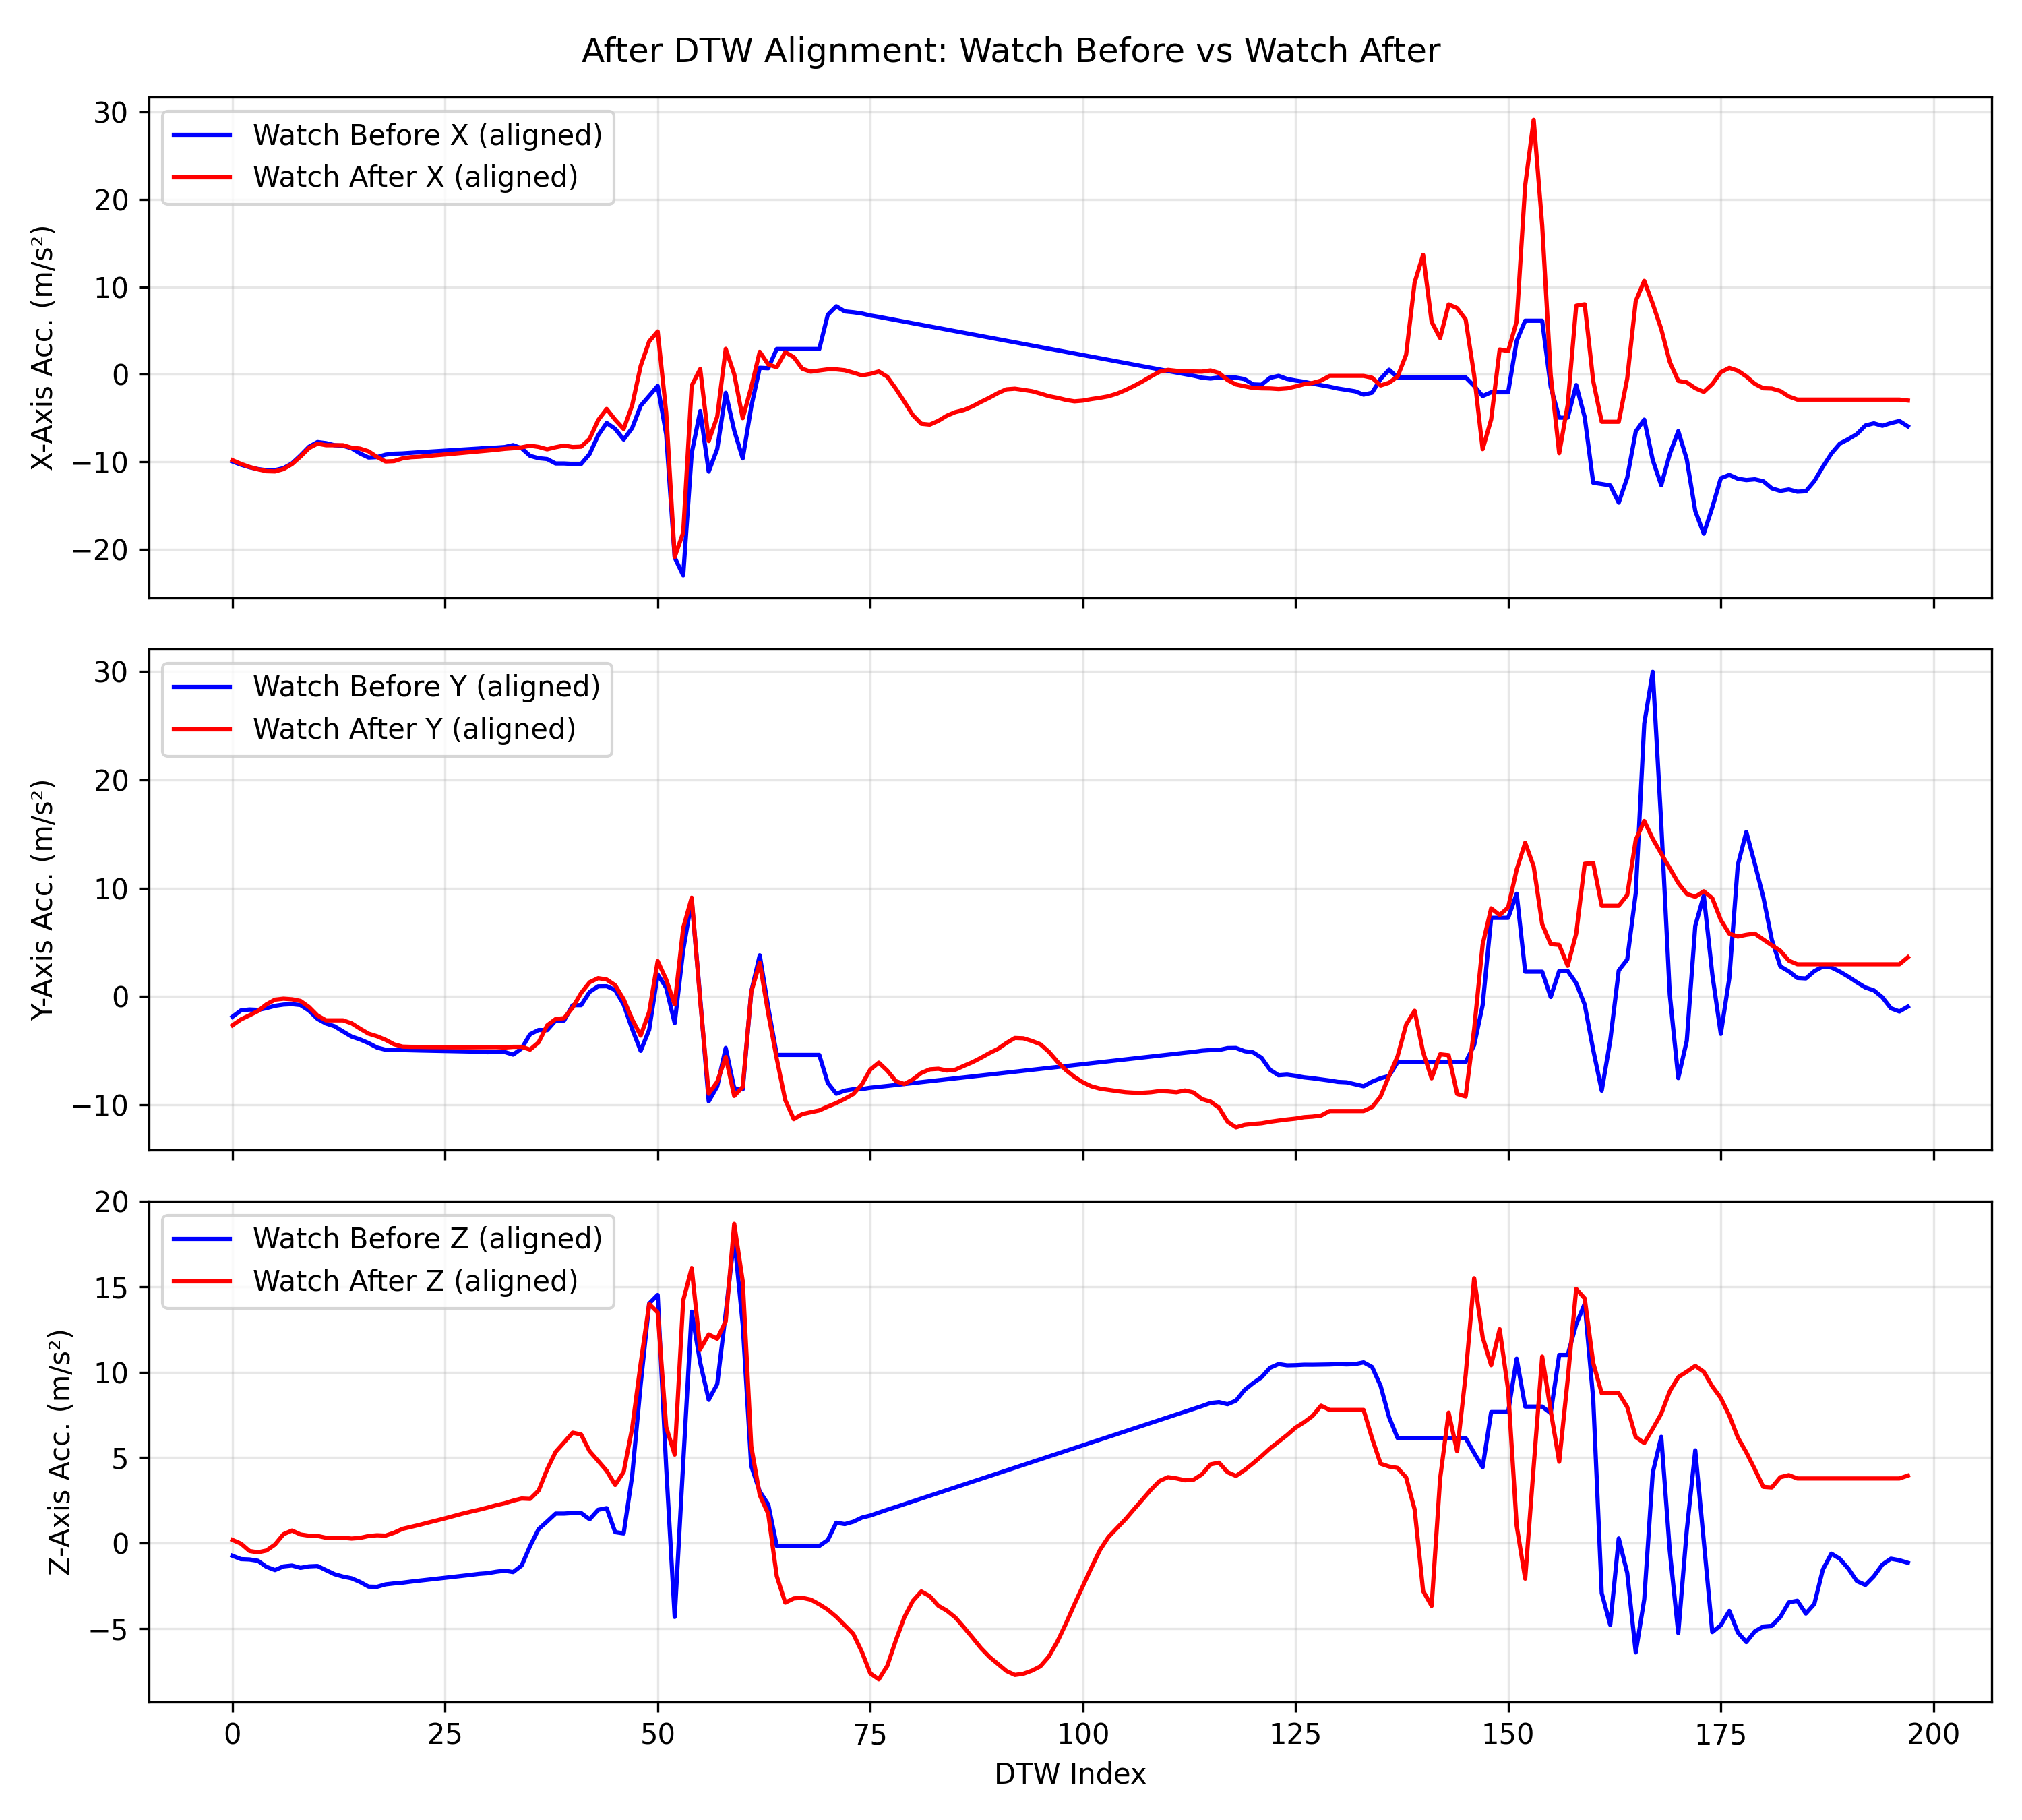 After DTW Alignment: Watch Before vs Watch After
30
20
10
0
−10
−20
X-Axis Acc. (m/s²)
Watch Before X (aligned)
Watch After X (aligned)
30
20
10
0
−10
Y-Axis Acc. (m/s²)
Watch Before Y (aligned)
Watch After Y (aligned)
20
15
10
5
0
−5
Z-Axis Acc. (m/s²)
Watch Before Z (aligned)
Watch After Z (aligned)
0 25 50 75 100 125 150 175 200
DTW Index